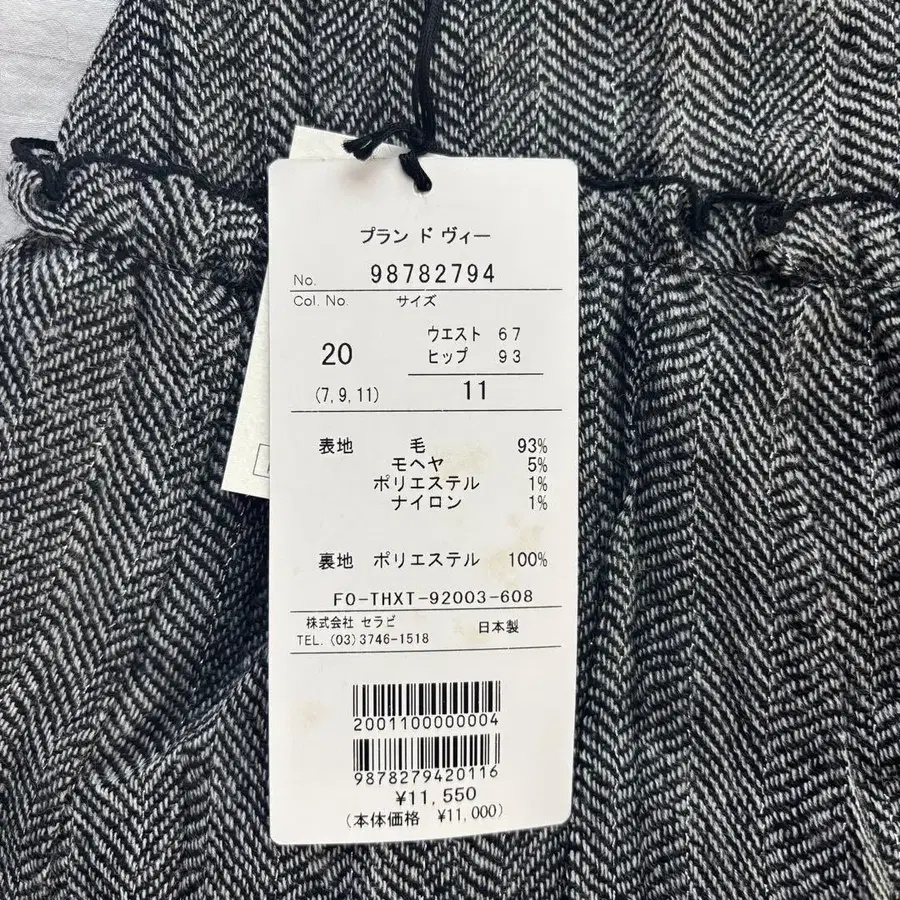 プラン ド ヴィー
No. 98782794
Col. No. サイズ
ウエスト 67
20 ヒップ 93
(7,9,11) 11
表地 毛 93%
モヘヤ 5%
ポリエステル 1%
ナイロン 1%
裏地 ポリエステル 100%
FO-THXT-92003-608
株式会社 セラビ 日本製
TEL.(03)3746-1518
2001100000004
9878279420116
¥11,550
(本体価格 ¥11,000)